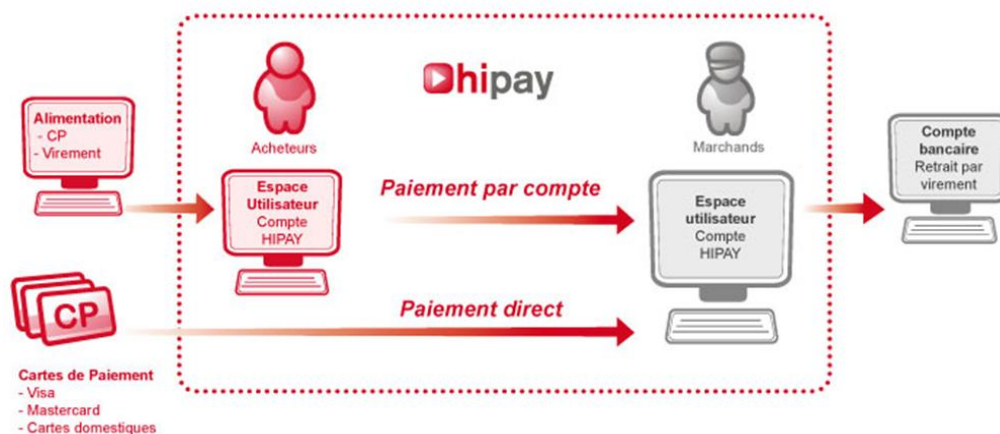 hipay
Alimentation
- CP
- Virement
Acheteurs
Marchands
Compte
bancaire
Retrait par
virement
Espace
Utilisateur
Compte
HIPAY
Paiement par compte
Espace
utilisateur
Compte
HIPAY
CP
Paiement direct
Cartes de Paiement
- Visa
- Mastercard
- Cartes domestiques